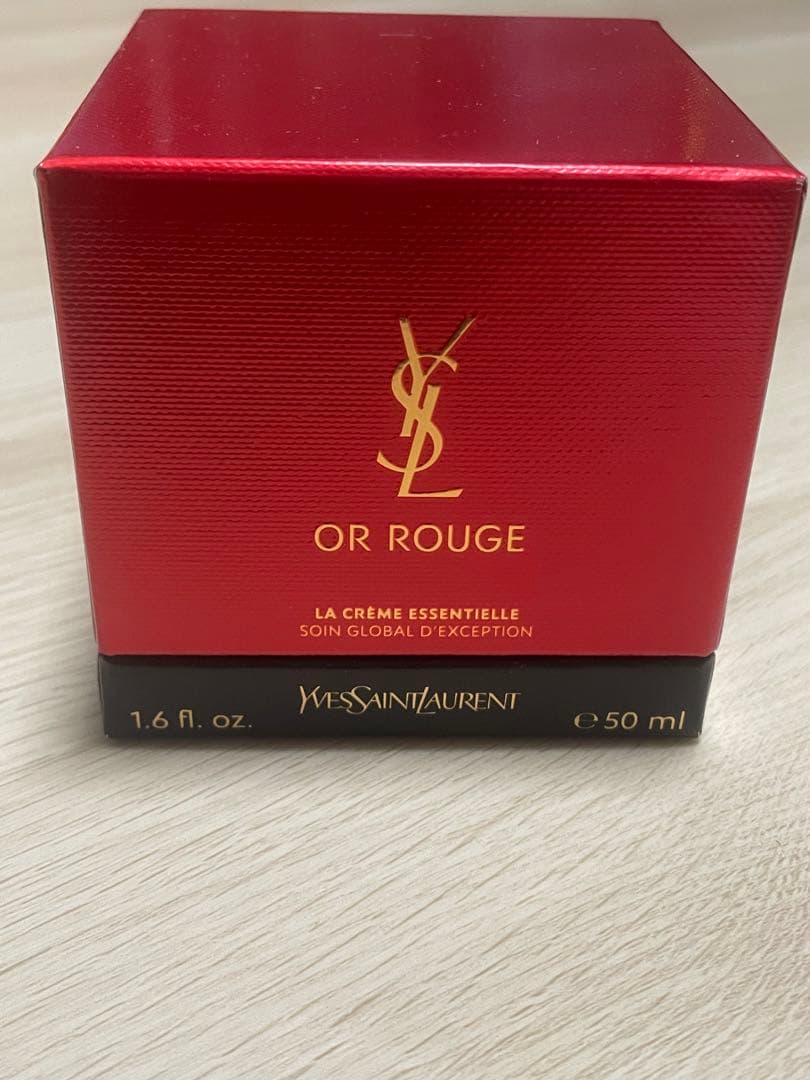 YSL
OR ROUGE
LA CRÈME ESSENTIELLE
SOIN GLOBAL D'EXCEPTION
YVESSAINTLAURENT
1.6 fl. oz.
℮ 50 ml